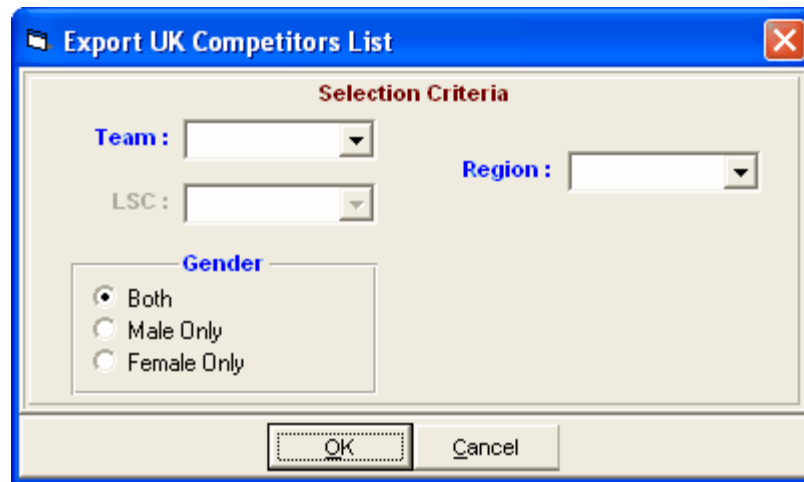 Export UK Competitors List
Selection Criteria
Team :
Region :
LSC :
Gender
Both
Male Only
Female Only
OK
Cancel